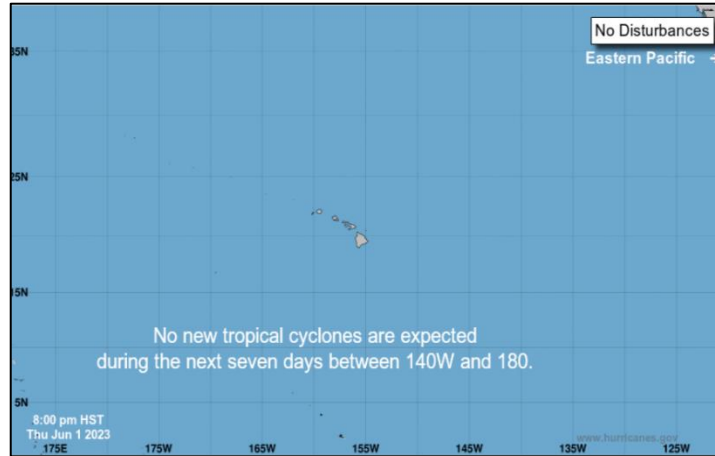 No Disturbances
35N
Eastern Pacific
25N
15N
No new tropical cyclones are expected
during the next seven days between 140W and 180.
5N
8:00 pm HST
Thu Jun 1 2023
www.hurricanes.gov
175E 175W 165W 155W 145W 135W 125W